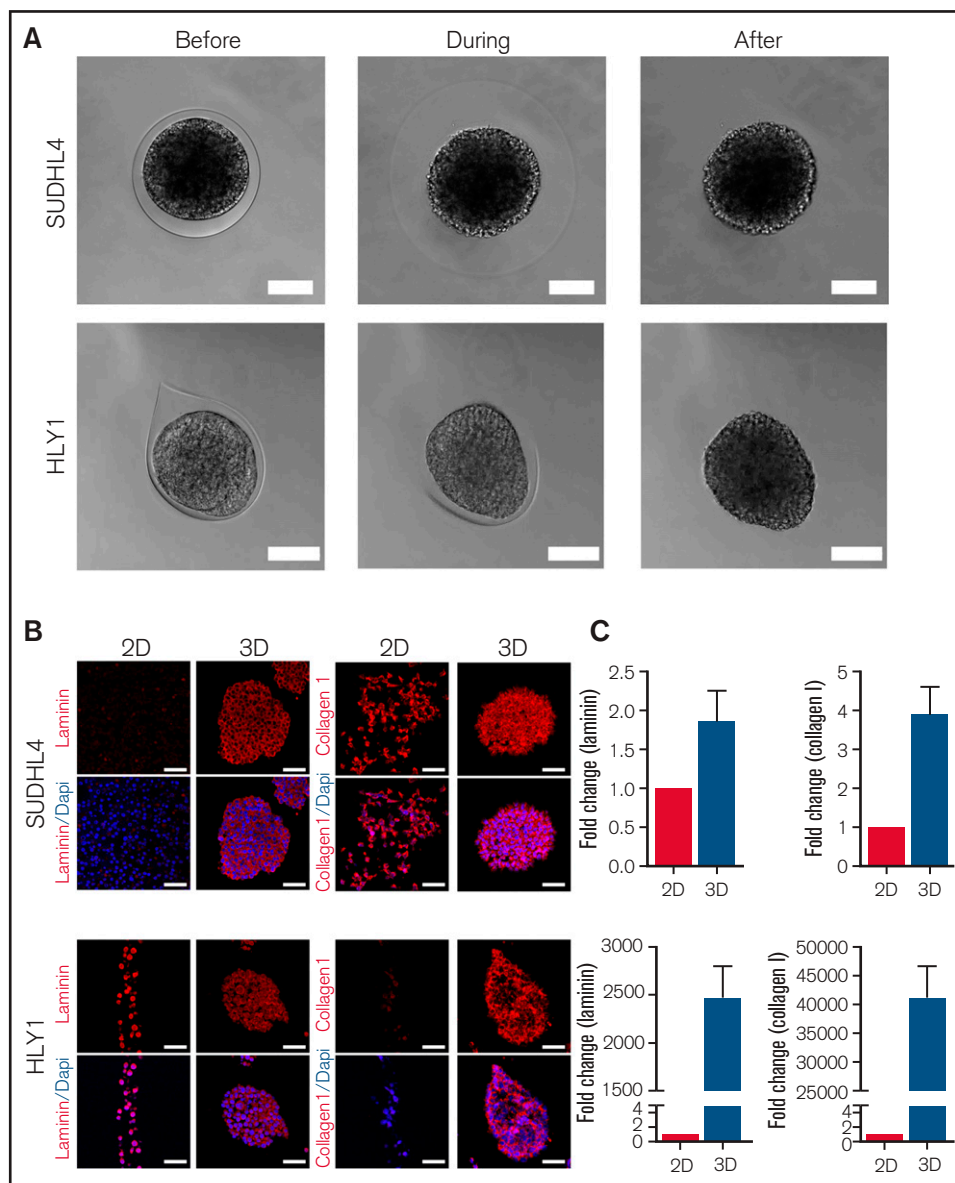 A
Before
During
After
SUDHL4
HLY1
B
2D
3D
2D
3D
SUDHL4
Laminin
Laminin/Dapi
Collagen 1
Collagen1/Dapi
HLY1
Laminin
Laminin/Dapi
Collagen1
Collagen1/Dapi
C
Fold change (laminin)
2.5
2.0
1.5
1.0
0.5
0.0
2D
3D
Fold change (collagen I)
5
4
3
2
1
0
2D
3D
Fold change (laminin)
3000
2500
2000
1500
4
2
0
2D
3D
Fold change (collagen I)
50000
45000
40000
35000
30000
25000
4
2
0
2D
3D